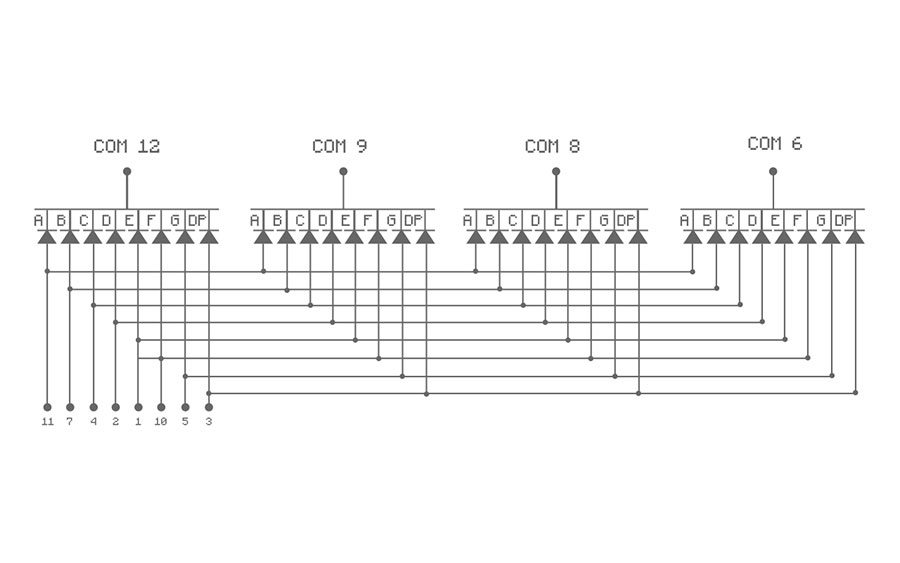 COM 12 COM 9 COM 8 COM 6
A B C D E F G DP A B C D E F G DP A B C D E F G DP A B C D E F G DP
11 7 4 2 1 10 5 3